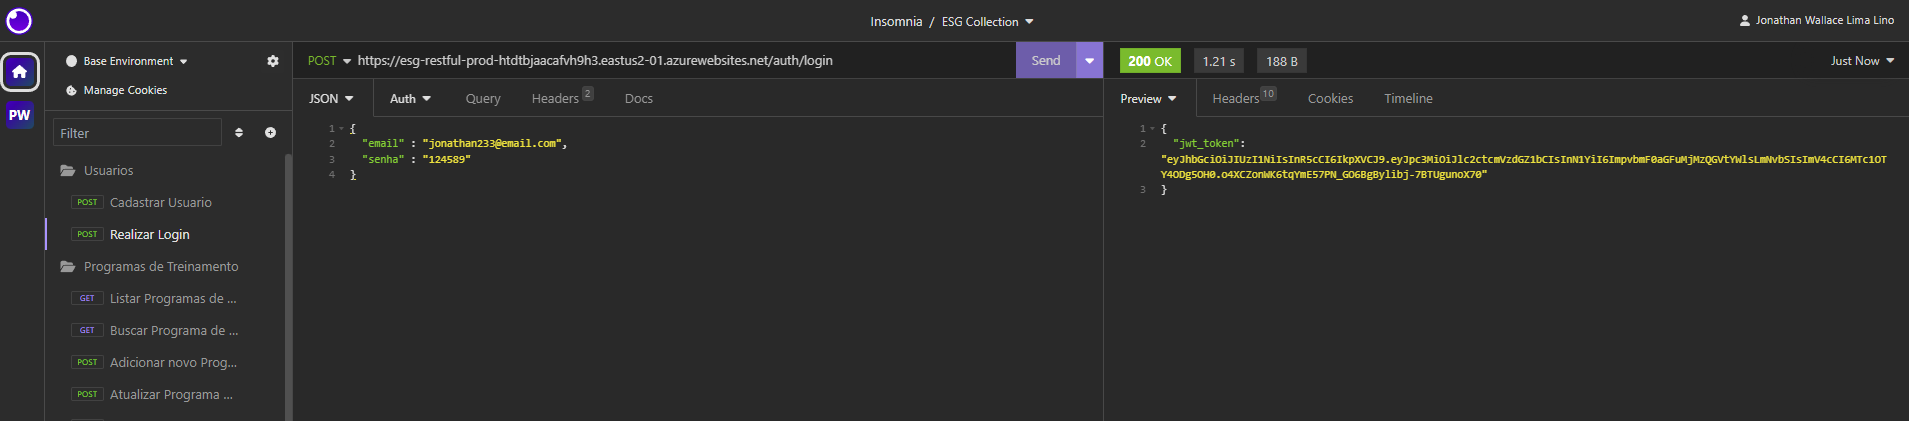 Insomnia / ESG Collection
Jonathan Wallace Lima Lino
PW
Base Environment
Manage Cookies
Filter
Usuarios
POST Cadastrar Usuario
POST Realizar Login
Programas de Treinamento
GET Listar Programas de ...
GET Buscar Programa de ...
POST Adicionar novo Prog...
POST Atualizar Programa ...
POST https://esg-restful-prod-htdtbjaacafvh9h3.eastus2-01.azurewebsites.net/auth/login
Send
JSON Auth Query Headers 2 Docs
1 {
2 "email" : "jonathan233@email.com",
3 "senha" : "124589"
4 }
200 OK 1.21 s 188 B Just Now
Preview Headers 10 Cookies Timeline
1 {
2 "jwt_token":
"eyJhbGciOiJIUzI1NiIsInR5cCI6IkpXVCJ9.eyJpc3MiOiJlc2ctcmVzdGZ1bCIsInN1YiI6ImpvbmF0aGFuMjMzQGVtYWlsLmNvbSIsImV4cCI6MTc1OT
Y4ODg5OH0.o4XCZonWK6tqYmE57PN_GO6BgBylibj-7BTUgunoX70"
3 }